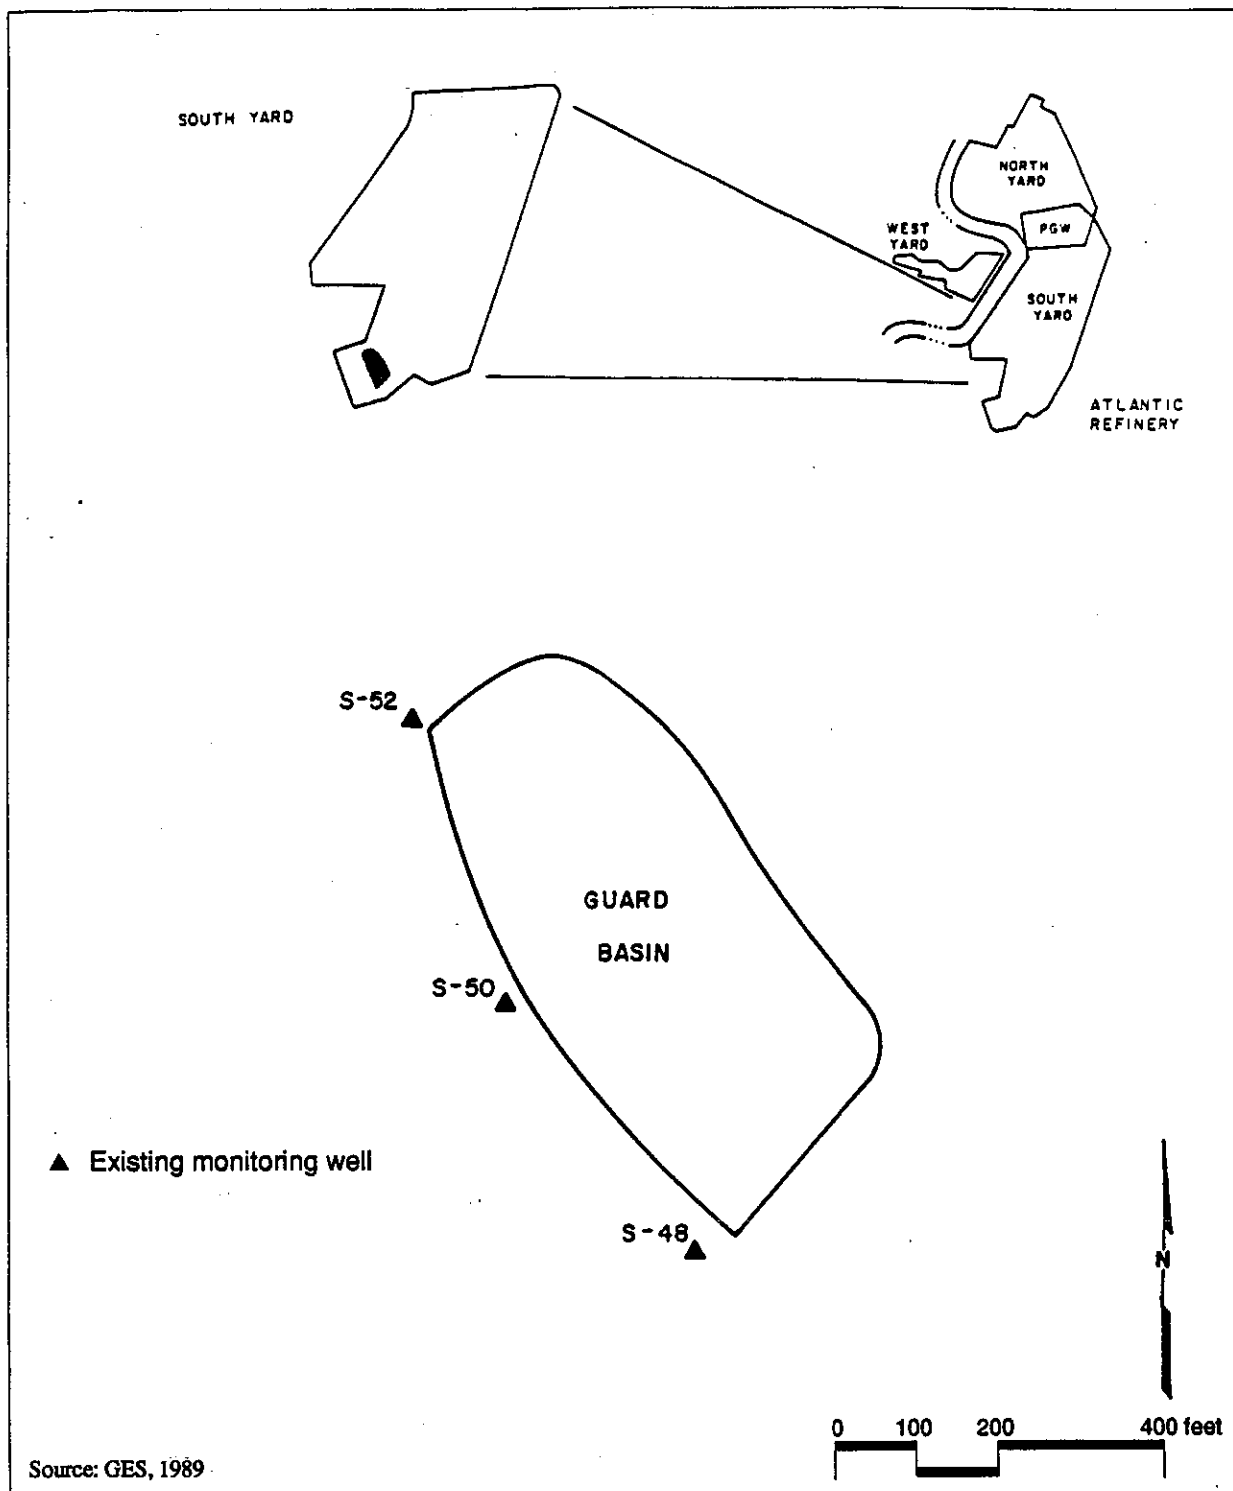 SOUTH YARD
NORTH
YARD
PGW
WEST
YARD
SOUTH
YARD
ATLANTIC
REFINERY
S-52
GUARD
BASIN
S-50
▲ Existing monitoring well
S-48
N
0 100 200 400 feet
Source: GES, 1989